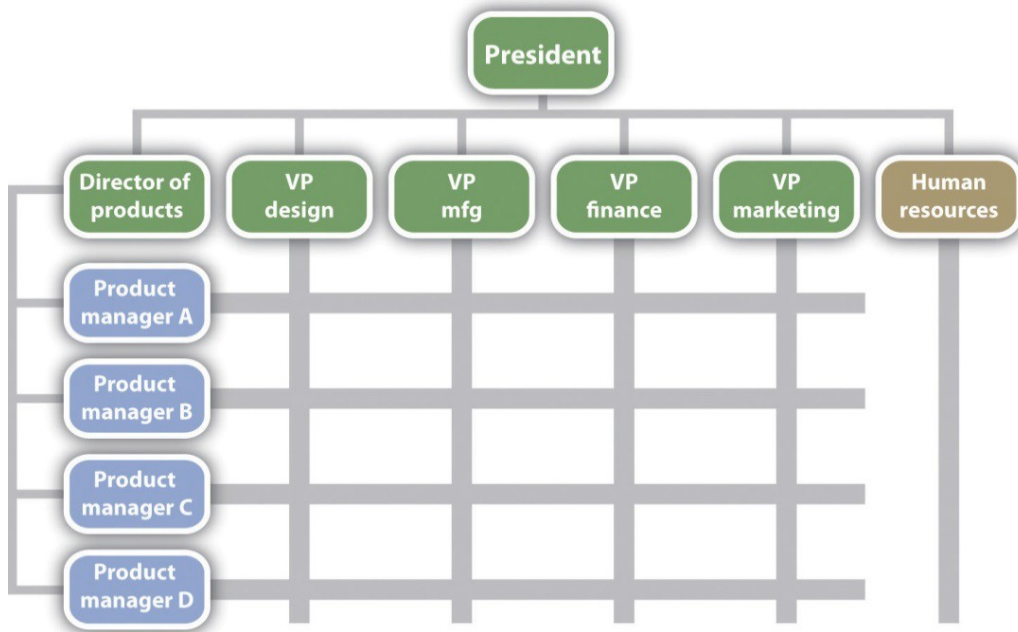 President
Director of
products
VP
design
VP
mfg
VP
finance
VP
marketing
Human
resources
Product
manager A
Product
manager B
Product
manager C
Product
manager D